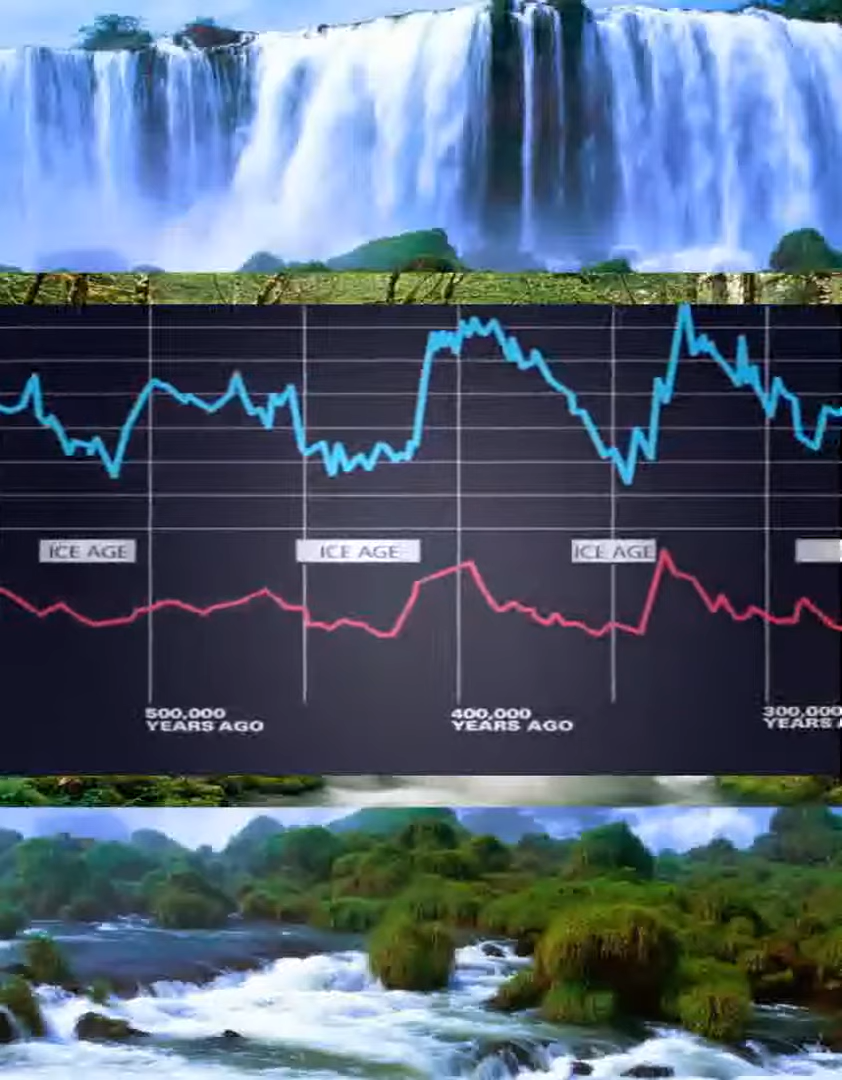 ICE AGE
ICE AGE
ICE AGE
500,000
YEARS AGO
400,000
YEARS AGO
300,000
YEARS